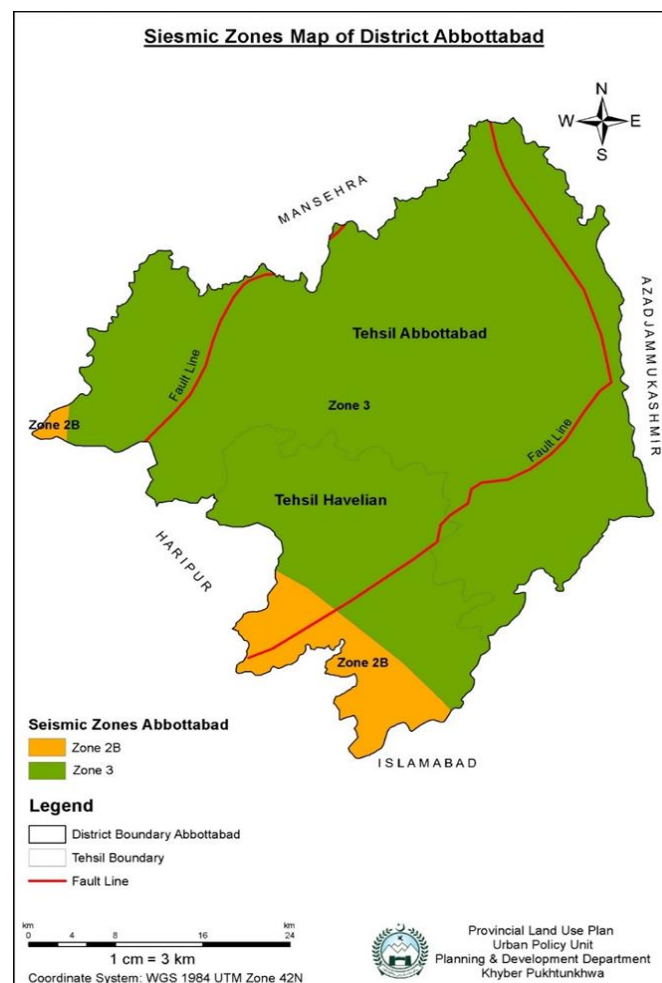 Siesmic Zones Map of District Abbottabad
N
W E
S
MANSEHRA
AZADJAMMUKASHMIR
Tehsil Abbottabad
Fault Line
Zone 3
Zone 2B
Fault Line
Tehsil Havelian
HARIPUR
Zone 2B
ISLAMABAD
Seismic Zones Abbottabad
Zone 2B
Zone 3
Legend
District Boundary Abbottabad
Tehsil Boundary
Fault Line
km km
0 4 8 16 24
1 cm = 3 km
Coordinate System: WGS 1984 UTM Zone 42N
Provincial Land Use Plan
Urban Policy Unit
Planning & Development Department
Khyber Pukhtunkhwa